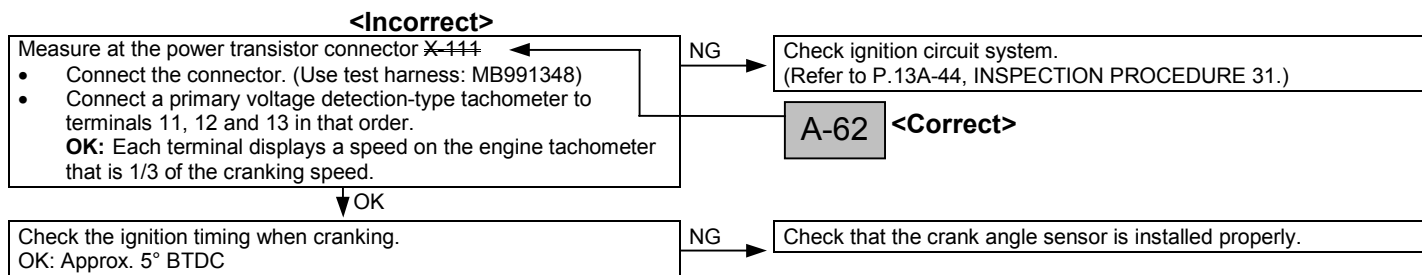 <Incorrect>
Measure at the power transistor connector X-111
• Connect the connector. (Use test harness: MB991348)
• Connect a primary voltage detection-type tachometer to
terminals 11, 12 and 13 in that order.
OK: Each terminal displays a speed on the engine tachometer
that is 1/3 of the cranking speed.
NG
Check ignition circuit system.
(Refer to P.13A-44, INSPECTION PROCEDURE 31.)
A-62
<Correct>
OK
Check the ignition timing when cranking.
OK: Approx. 5° BTDC
NG
Check that the crank angle sensor is installed properly.